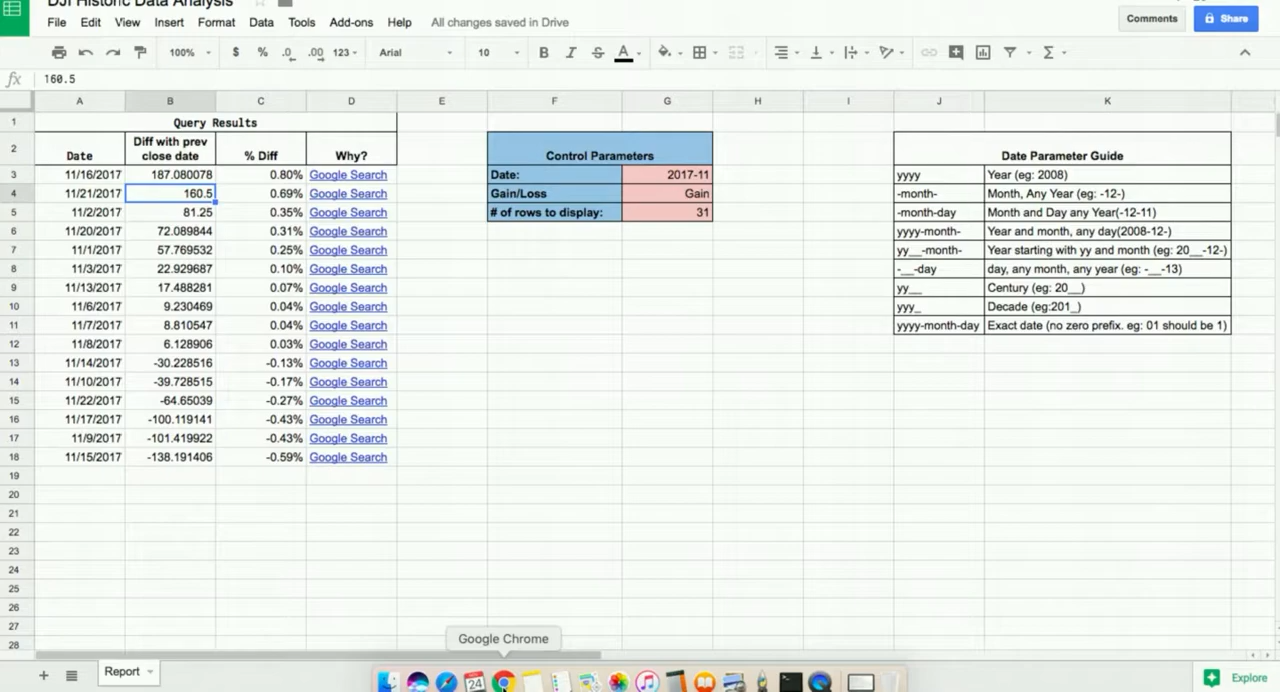 DJI Historic Data Analysis
File Edit View Insert Format Data Tools Add-ons Help All changes saved in Drive
Comments Share
100% $ % .0 .00 123 Arial 10 B I S A
fx 160.5
A B C D E F G H I J K
1 Query Results
2 Date Diff with prev close date % Diff Why? Control Parameters Date Parameter Guide
3 11/16/2017 187.080078 0.80% Google Search Date: 2017-11 yyyy Year (eg: 2008)
4 11/21/2017 160.5 0.69% Google Search Gain/Loss Gain -month- Month, Any Year (eg: -12-)
5 11/2/2017 81.25 0.35% Google Search # of rows to display: 31 -month-day Month and Day any Year(-12-11)
6 11/20/2017 72.089844 0.31% Google Search yyyy-month- Year and month, any day(2008-12-)
7 11/1/2017 57.769532 0.25% Google Search yy__-month- Year starting with yy and month (eg: 20__-12-)
8 11/3/2017 22.929687 0.10% Google Search -__-day day, any month, any year (eg: -__-13)
9 11/13/2017 17.488281 0.07% Google Search yy__ Century (eg: 20__)
10 11/6/2017 9.230469 0.04% Google Search yyy_ Decade (eg:201_)
11 11/7/2017 8.810547 0.04% Google Search yyyy-month-day Exact date (no zero prefix. eg: 01 should be 1)
12 11/8/2017 6.128906 0.03% Google Search
13 11/14/2017 -30.228516 -0.13% Google Search
14 11/10/2017 -39.728515 -0.17% Google Search
15 11/22/2017 -64.65039 -0.27% Google Search
16 11/17/2017 -100.119141 -0.43% Google Search
17 11/9/2017 -101.419922 -0.43% Google Search
18 11/15/2017 -138.191406 -0.59% Google Search
19
20
21
22
23
24
25
26
27
28
Google Chrome
Report
24
Explore